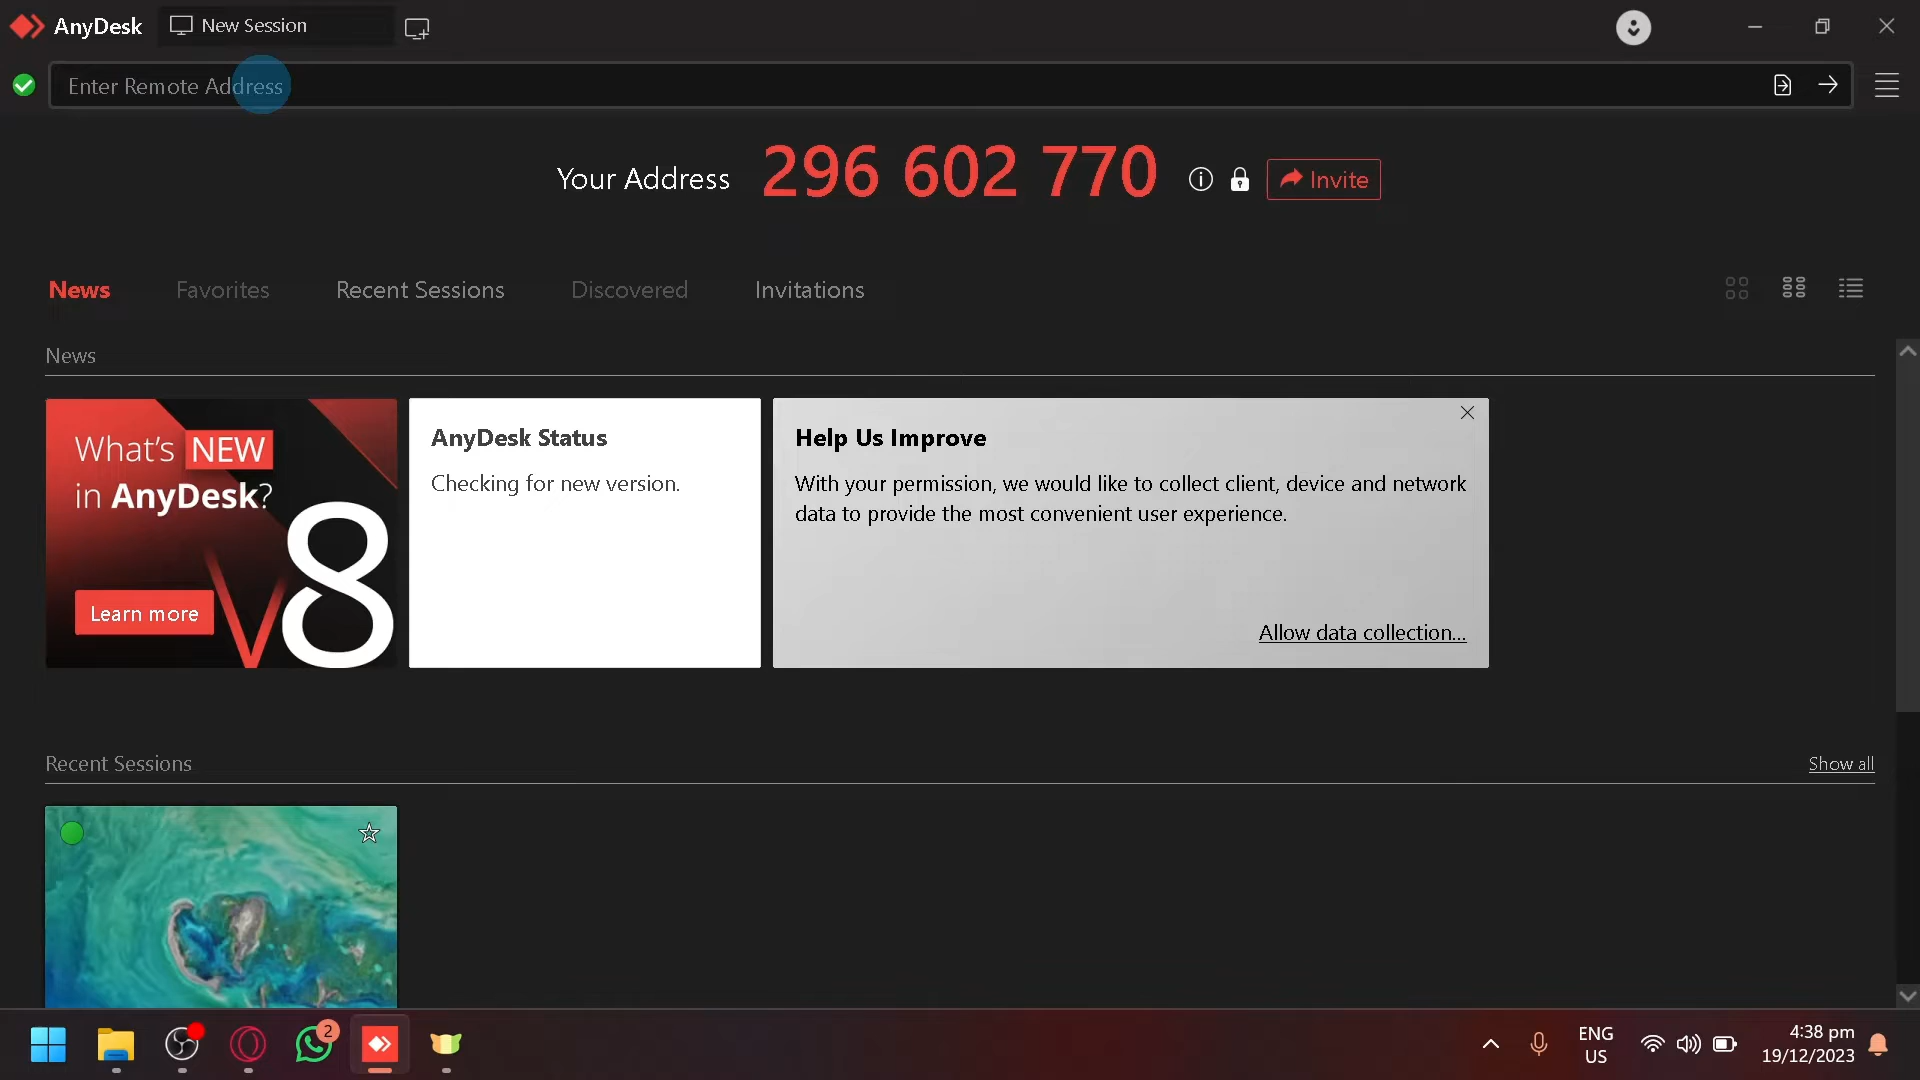 AnyDesk
New Session
Enter Remote Address
Your Address 296 602 770 Invite
News Favorites Recent Sessions Discovered Invitations
News
What's NEW
in AnyDesk?
V8
Learn more
AnyDesk Status
Checking for new version.
Help Us Improve
With your permission, we would like to collect client, device and network
data to provide the most convenient user experience.
Allow data collection...
Recent Sessions
Show all
2
ENG
US
4:38 pm
19/12/2023